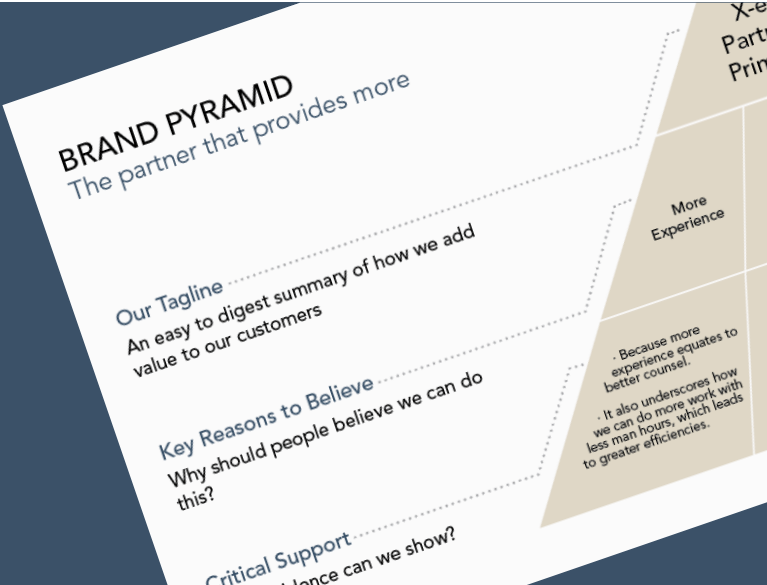 BRAND PYRAMID
The partner that provides more
Our Tagline
An easy to digest summary of how we add
value to our customers
Key Reasons to Believe
Why should people believe we can do
this?
Critical Support
can we show?
More
Experience
· Because more
experience equates to
better counsel.
· It also underscores how
we can do more work with
less man hours, which leads
to greater efficiencies.